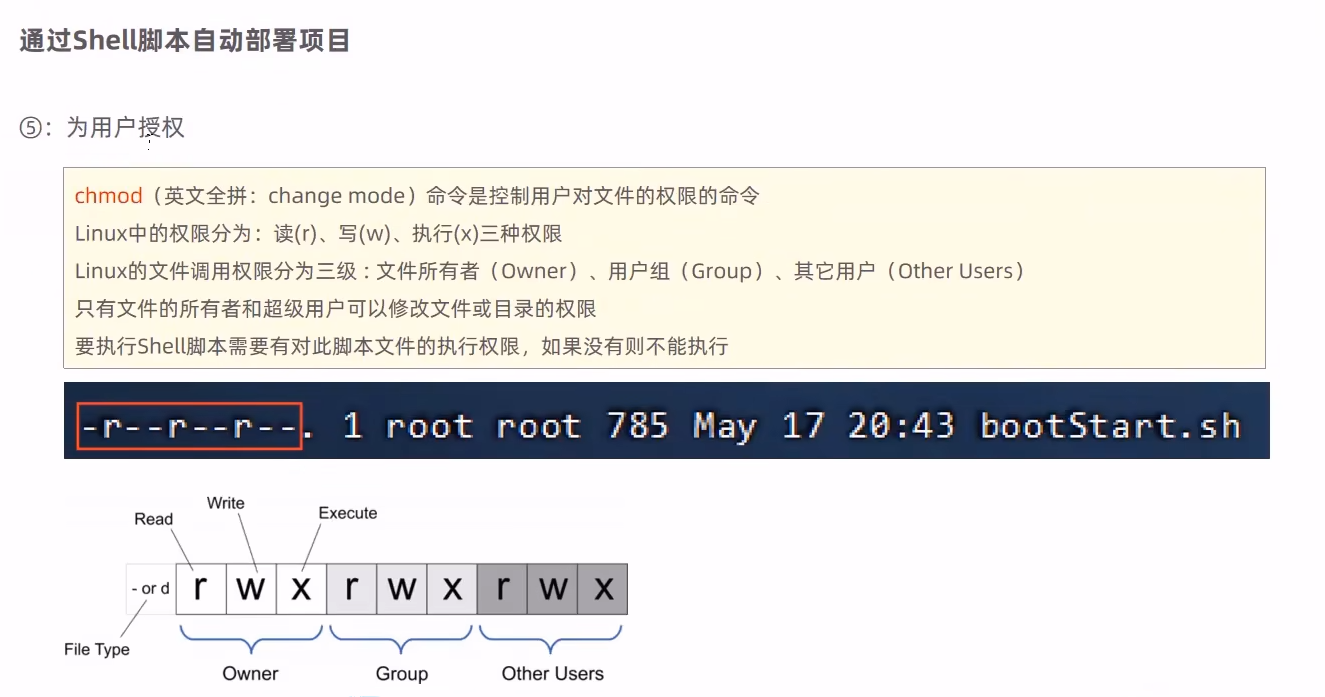 通过Shell脚本自动部署项目
⑤：为用户授权
chmod（英文全拼：change mode）命令是控制用户对文件的权限的命令
Linux中的权限分为：读(r)、写(w)、执行(x)三种权限
Linux的文件调用权限分为三级 : 文件所有者（Owner）、用户组（Group）、其它用户（Other Users）
只有文件的所有者和超级用户可以修改文件或目录的权限
要执行Shell脚本需要有对此脚本文件的执行权限，如果没有则不能执行
-r--r--r--. 1 root root 785 May 17 20:43 bootStart.sh
Write
Read
Execute
- or d r w x r w x r w x
File Type
Owner Group Other Users